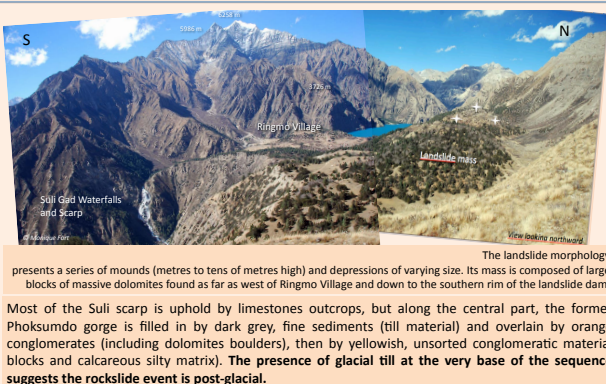 6258 m
5986 m
S
N
3726 m
Ringmo Village
Landslide mass
Suli Gad Waterfalls
and Scarp
© Monique Fort
View looking northward
The landslide morphology
presents a series of mounds (metres to tens of metres high) and depressions of varying size. Its mass is composed of large
blocks of massive dolomites found as far as west of Ringmo Village and down to the southern rim of the landslide dam
Most of the Suli scarp is uphold by limestones outcrops, but along the central part, the forme
Phoksumdo gorge is filled in by dark grey, fine sediments (till material) and overlain by orang
conglomerates (including dolomites boulders), then by yellowish, unsorted conglomeratic materia
blocks and calcareous silty matrix). The presence of glacial till at the very base of the sequenc
suggests the rockslide event is post-glacial.